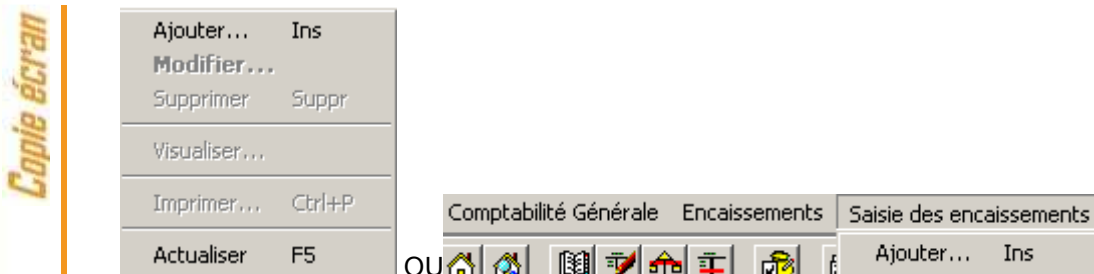 Copie écran
Ajouter... Ins
Modifier...
Supprimer Suppr
Visualiser...
Imprimer... Ctrl+P
Actualiser F5
OU
Comptabilité Générale Encaissements Saisie des encaissements
Ajouter... Ins